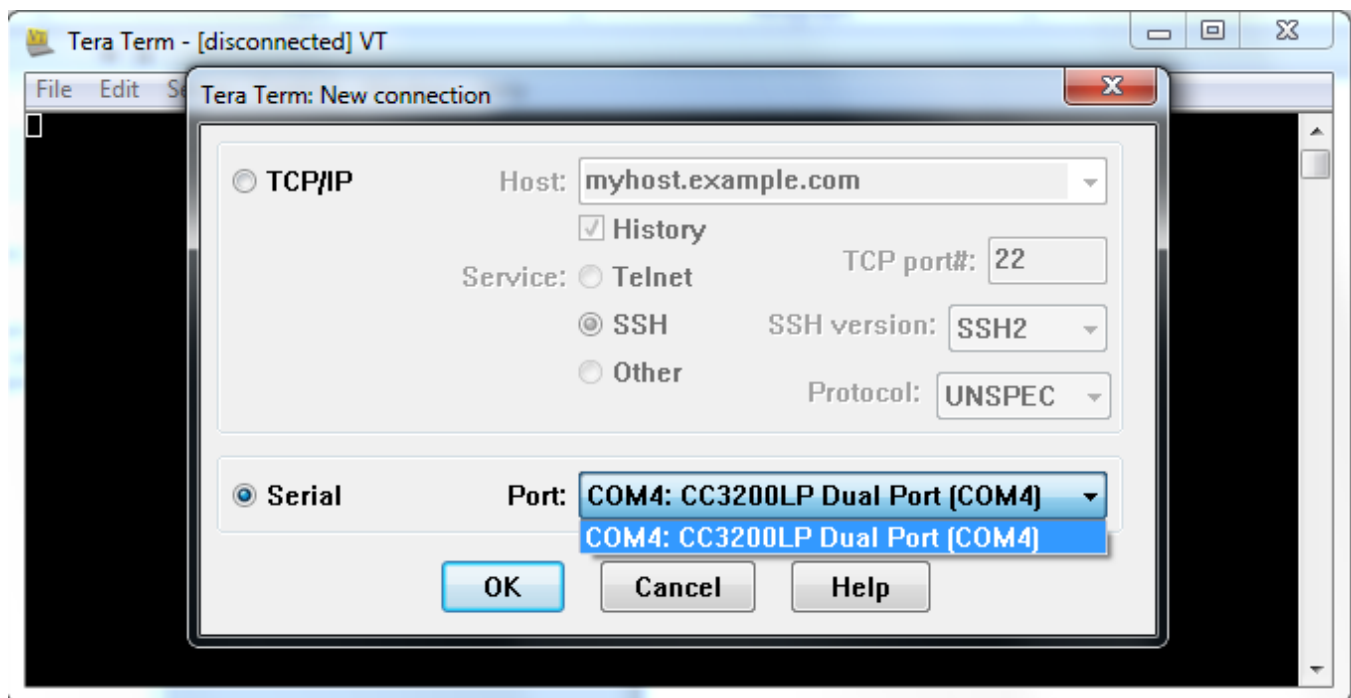 Tera Term - [disconnected] VT
File Edit
Tera Term: New connection
TCP/IP Host: myhost.example.com
History
TCP port#: 22
Service: Telnet
SSH SSH version: SSH2
Other
Protocol: UNSPEC
Serial Port: COM4: CC3200LP Dual Port (COM4)
COM4: CC3200LP Dual Port (COM4)
OK Cancel Help